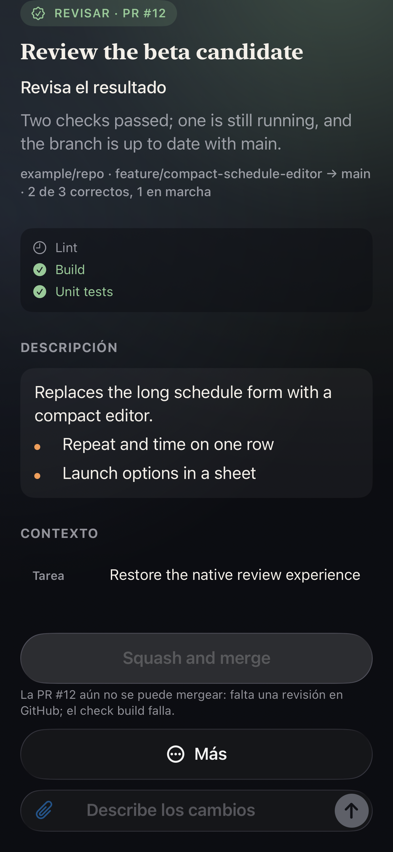 REVISAR · PR #12
Review the beta candidate
Revisa el resultado
Two checks passed; one is still running, and
the branch is up to date with main.
example/repo · feature/compact-schedule-editor → main
· 2 de 3 correctos, 1 en marcha
Lint
Build
Unit tests
DESCRIPCIÓN
Replaces the long schedule form with a
compact editor.
• Repeat and time on one row
• Launch options in a sheet
CONTEXTO
Tarea Restore the native review experience
Squash and merge
La PR #12 aún no se puede mergear: falta una revisión en
GitHub; el check build falla.
Más
Describe los cambios